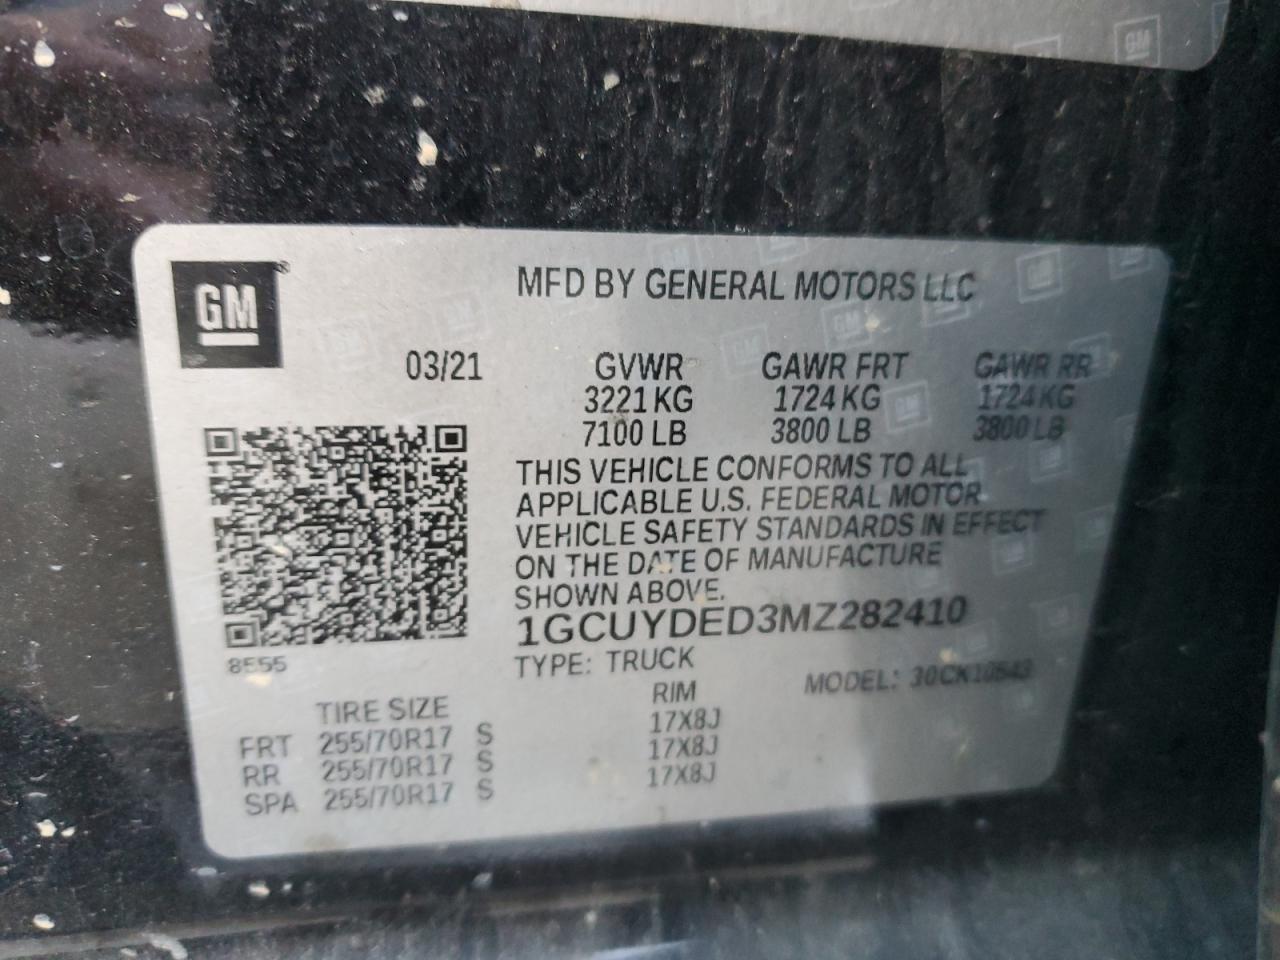 GM®
MFD BY GENERAL MOTORS LLC
03/21 GVWR GAWR FRT GAWR RR
3221 KG 1724 KG 1724 KG
7100 LB 3800 LB 3800 LB
THIS VEHICLE CONFORMS TO ALL
APPLICABLE U.S. FEDERAL MOTOR
VEHICLE SAFETY STANDARDS IN EFFECT
ON THE DATE OF MANUFACTURE
SHOWN ABOVE.
1GCUYDED3MZ282410
8555
TYPE: TRUCK MODEL: 30CK10543
TIRE SIZE RIM
FRT 255/70R17 S 17X8J
RR 255/70R17 S 17X8J
SPA 255/70R17 S 17X8J